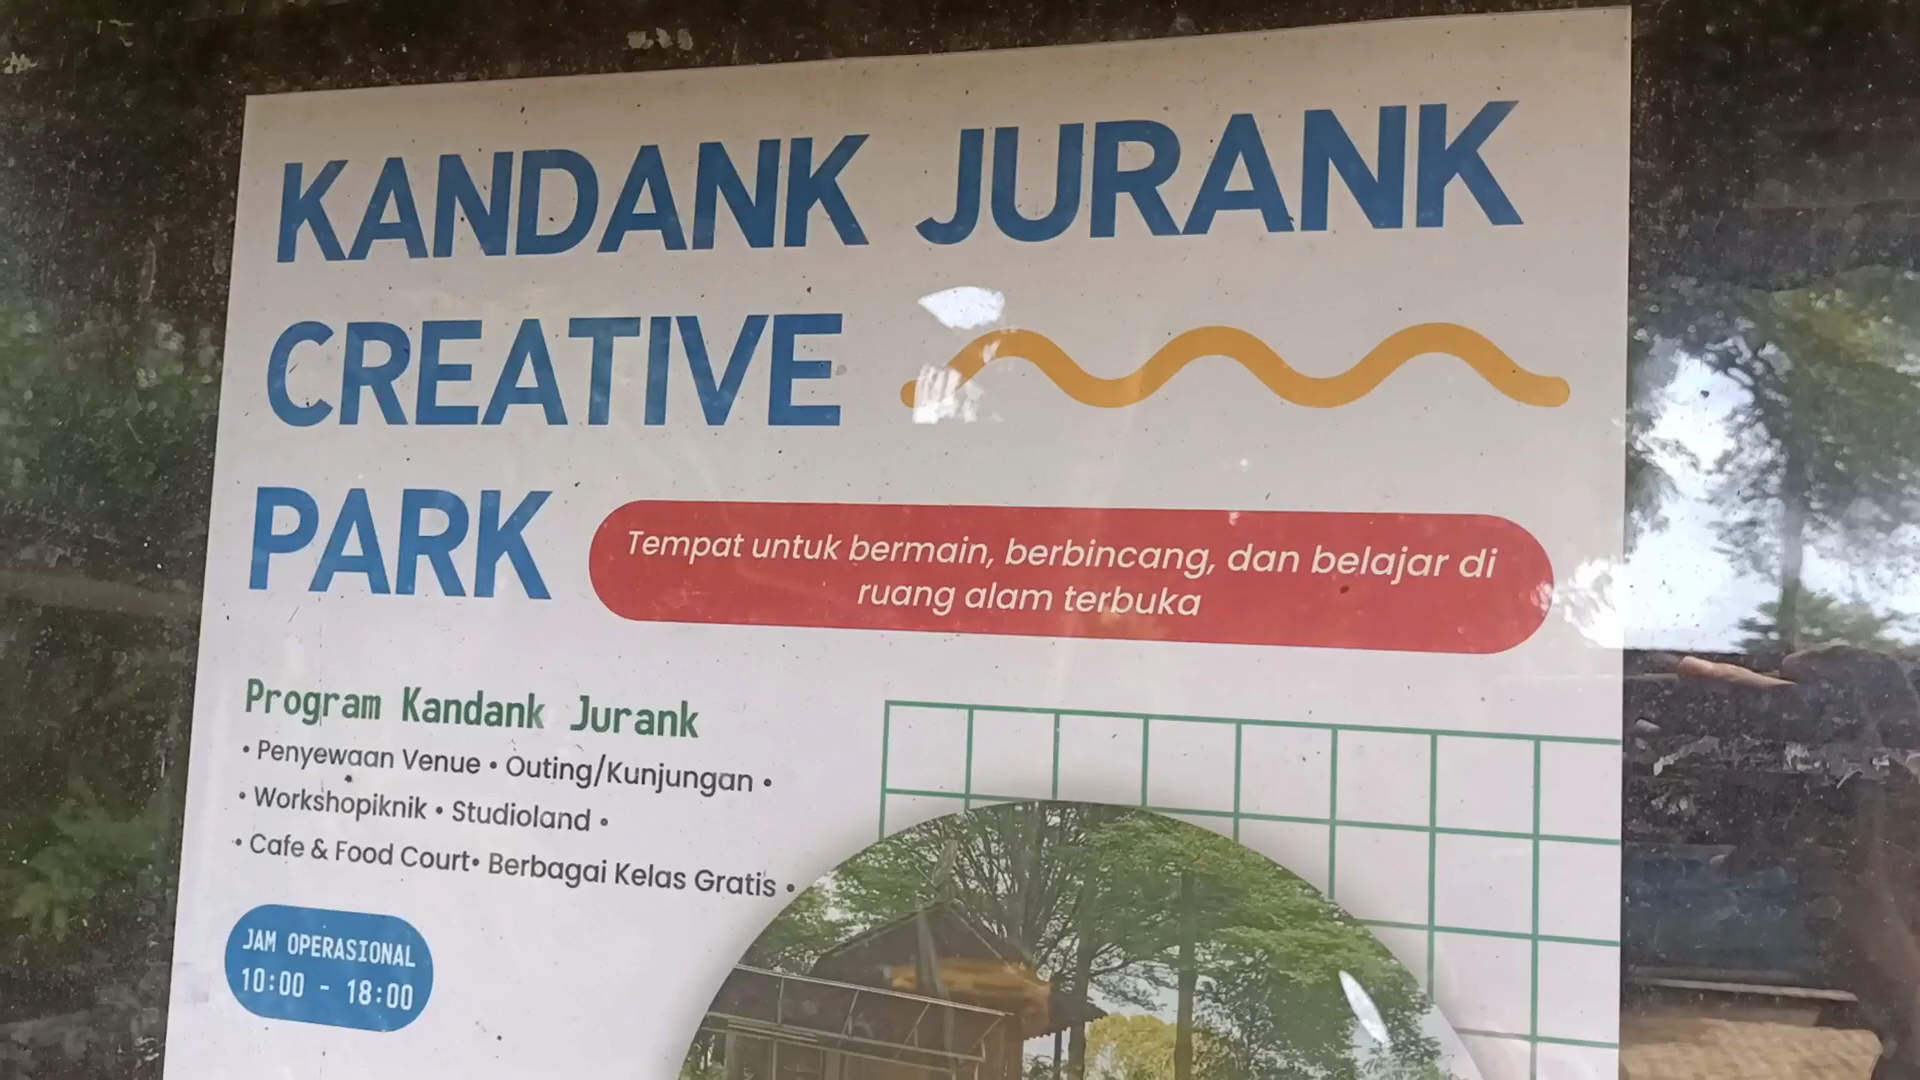 KANDANK JURANK
CREATIVE
PARK
Tempat untuk bermain, berbincang, dan belajar di
ruang alam terbuka
Program Kandank Jurank
• Penyewaan Venue • Outing/Kunjungan •
• Workshopiknik • Studioland •
• Cafe & Food Court• Berbagai Kelas Gratis •
JAM OPERASIONAL
10:00 - 18:00